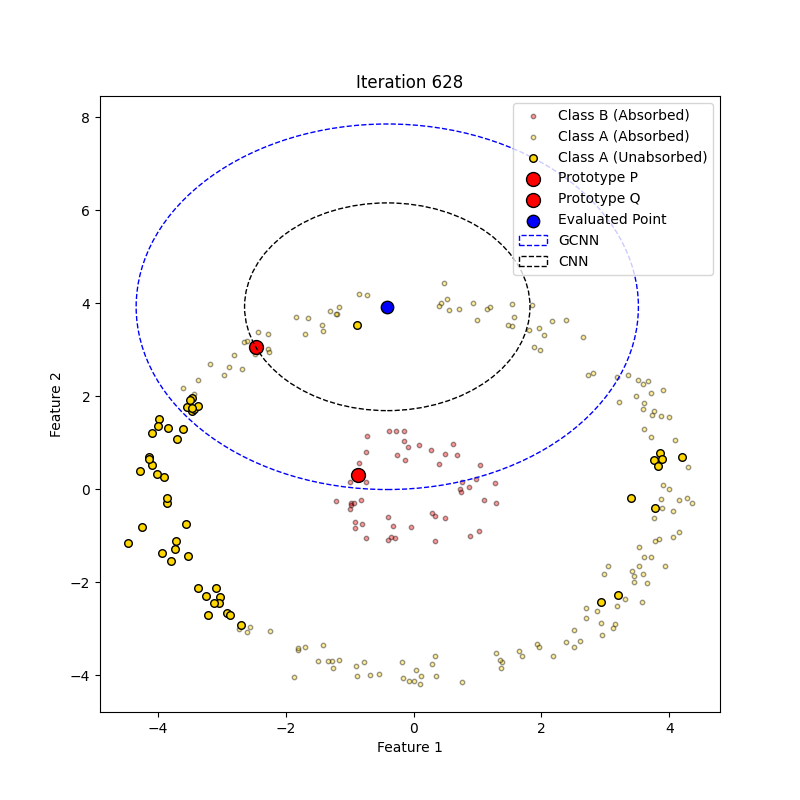 Iteration 628
Class B (Absorbed)
Class A (Absorbed)
Class A (Unabsorbed)
Prototype P
Prototype Q
Evaluated Point
GCNN
CNN
8
6
4
2
0
−2
−4
Feature 2
−4
−2
0
2
4
Feature 1